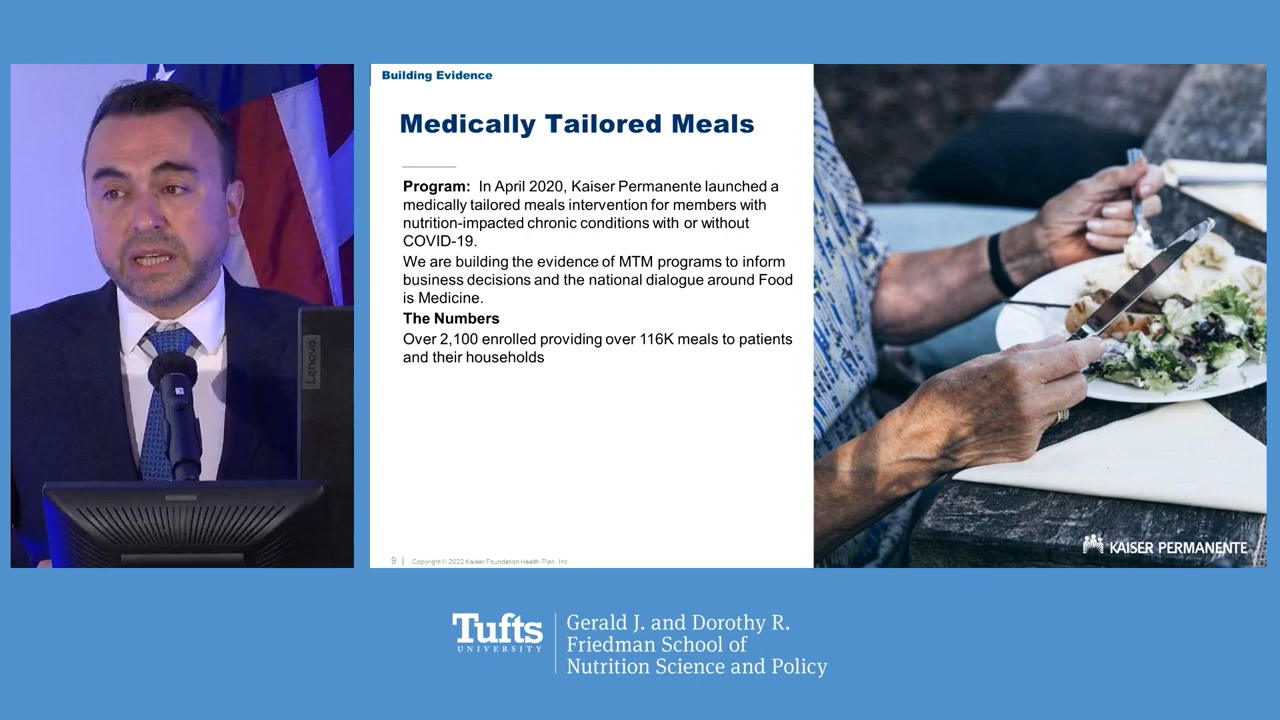 Lenovo
Building Evidence
Medically Tailored Meals
Program: In April 2020, Kaiser Permanente launched a
medically tailored meals intervention for members with
nutrition-impacted chronic conditions with or without
COVID-19.
We are building the evidence of MTM programs to inform
business decisions and the national dialogue around Food
is Medicine.
The Numbers
Over 2,100 enrolled providing over 116K meals to patients
and their households
9 | Copyright © 2022 Kaiser Foundation Health Plan, Inc.
KAISER PERMANENTE
Tufts
UNIVERSITY
Gerald J. and Dorothy R.
Friedman School of
Nutrition Science and Policy